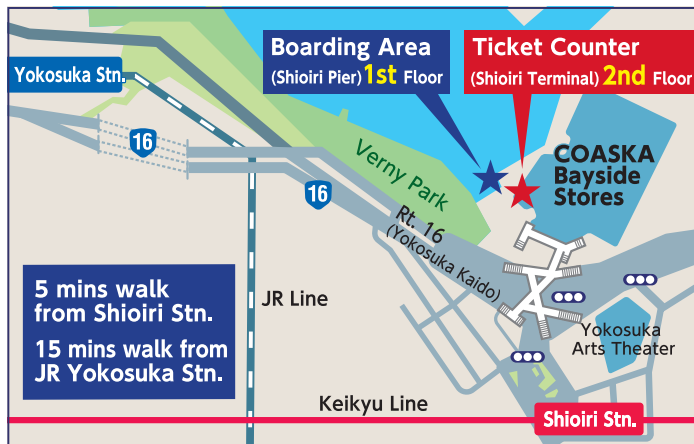 Boarding Area
(Shioiri Pier) 1st Floor
Ticket Counter
(Shioiri Terminal) 2nd Floor
Yokosuka Stn.
16
16
Verny Park
COASKA
Bayside
Stores
Rt. 16
(Yokosuka Kaido)
5 mins walk
from Shioiri Stn.
15 mins walk from
JR Yokosuka Stn.
JR Line
Yokosuka
Arts Theater
Keikyu Line
Shioiri Stn.